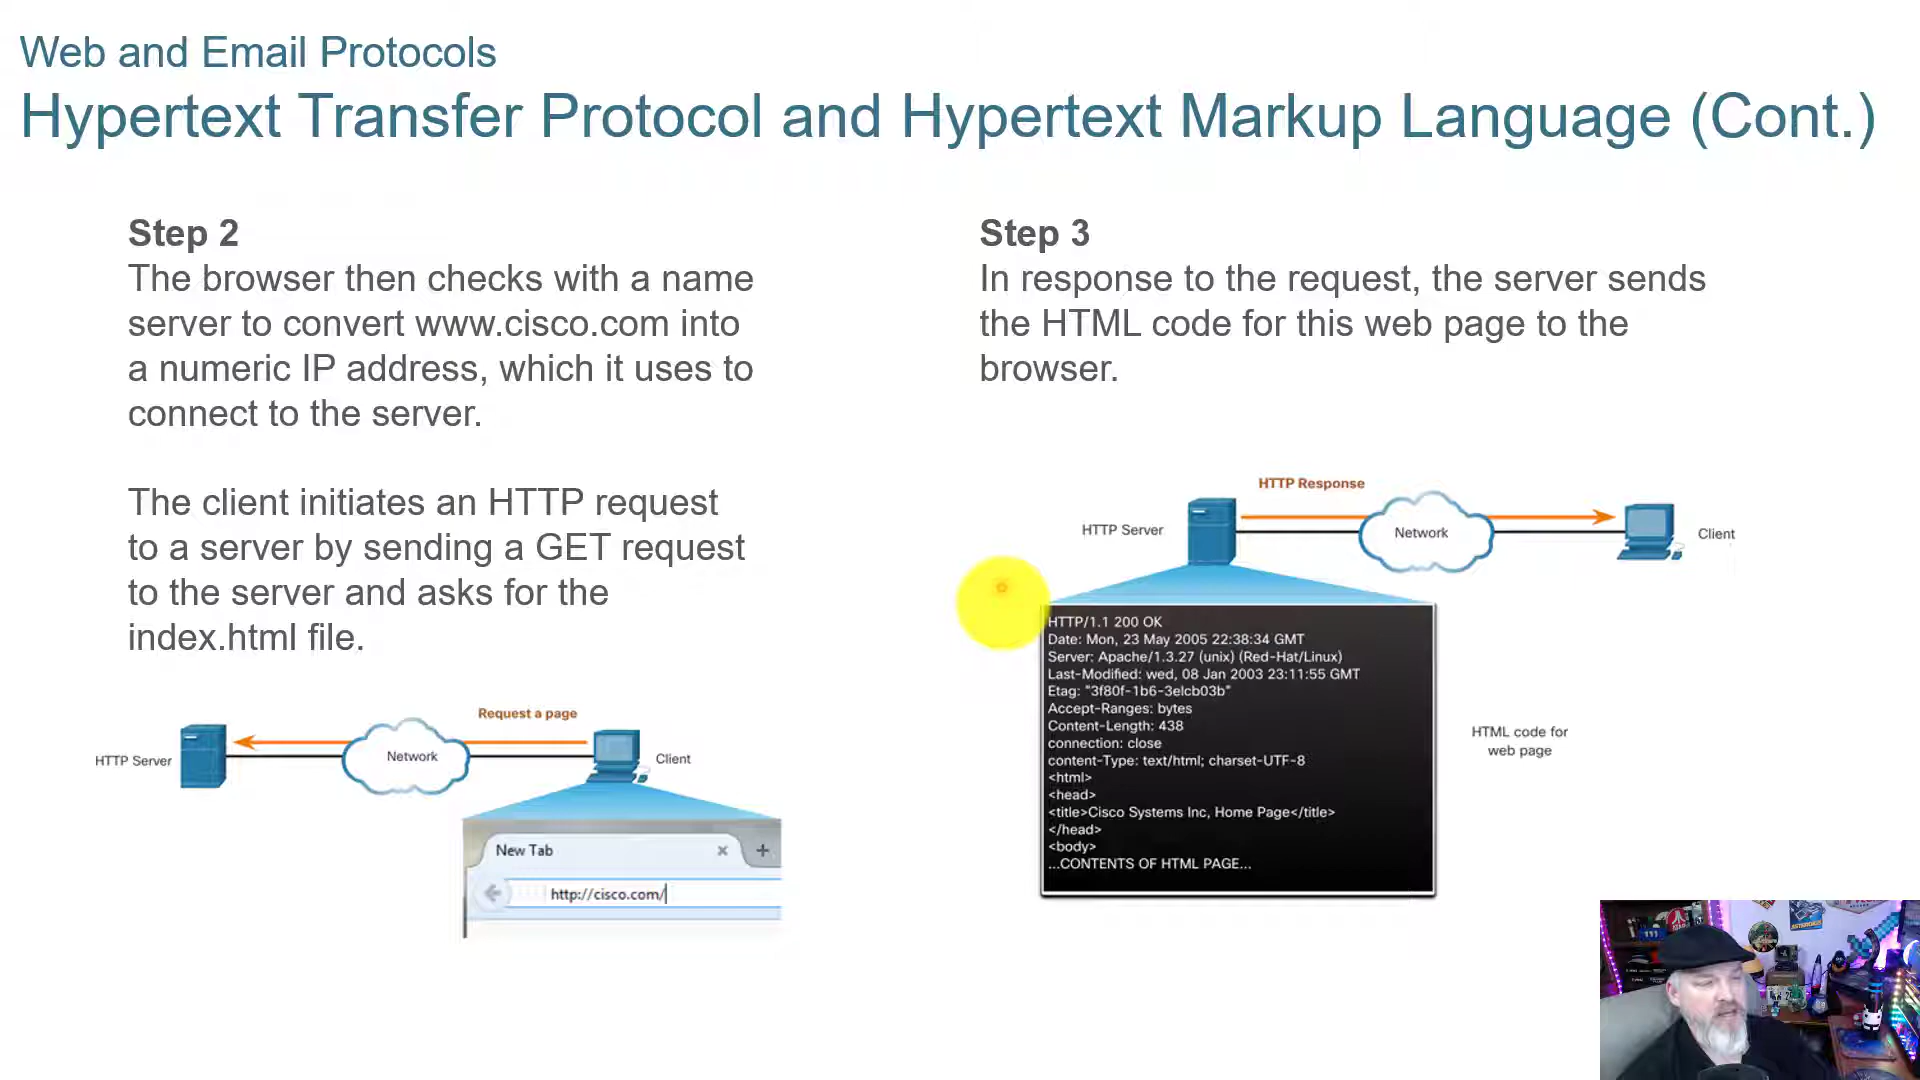 Web and Email Protocols
Hypertext Transfer Protocol and Hypertext Markup Language (Cont.)
Step 2
The browser then checks with a name
server to convert www.cisco.com into
a numeric IP address, which it uses to
connect to the server.
The client initiates an HTTP request
to a server by sending a GET request
to the server and asks for the
index.html file.
Request a page
HTTP Server
Network
Client
New Tab
http://cisco.com/
Step 3
In response to the request, the server sends
the HTML code for this web page to the
browser.
HTTP Response
HTTP Server
Network
Client
HTTP/1.1 200 OK
Date: Mon, 23 May 2005 22:38:34 GMT
Server: Apache/1.3.27 (unix) (Red-Hat/Linux)
Last-Modified: wed, 08 Jan 2003 23:11:55 GMT
Etag: "3f80f-1b6-3elcb03b"
Accept-Ranges: bytes
Content-Length: 438
connection: close
content-Type: text/html; charset-UTF-8
<html>
<head>
<title>Cisco Systems Inc, Home Page</title>
</head>
<body>
...CONTENTS OF HTML PAGE...
HTML code for
web page